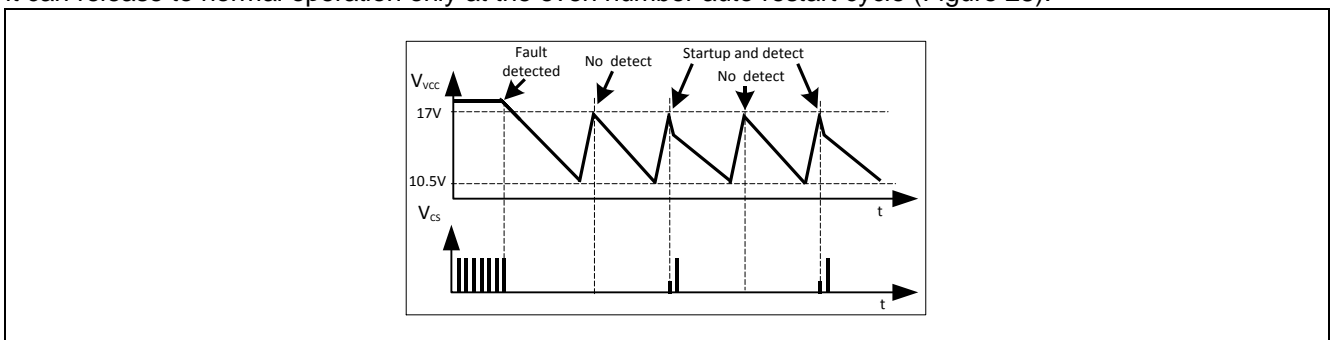 It can release to normal operation only at the even number auto restart cycle (Figure 28).
Fault
detected
No detect
Startup and detect
No detect
VVCC
17V
10.5V
t
VCS
t